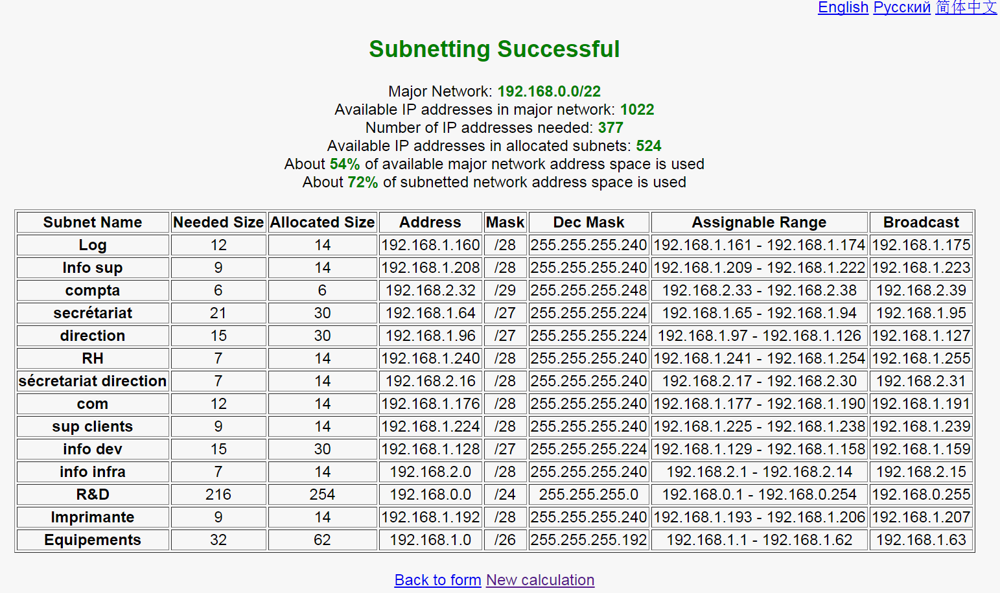 English Русский 简体中文
Subnetting Successful
Major Network: 192.168.0.0/22
Available IP addresses in major network: 1022
Number of IP addresses needed: 377
Available IP addresses in allocated subnets: 524
About 54% of available major network address space is used
About 72% of subnetted network address space is used
Subnet Name Needed Size Allocated Size Address Mask Dec Mask Assignable Range Broadcast
Log 12 14 192.168.1.160 /28 255.255.255.240 192.168.1.161 - 192.168.1.174 192.168.1.175
Info sup 9 14 192.168.1.208 /28 255.255.255.240 192.168.1.209 - 192.168.1.222 192.168.1.223
compta 6 6 192.168.2.32 /29 255.255.255.248 192.168.2.33 - 192.168.2.38 192.168.2.39
secrétariat 21 30 192.168.1.64 /27 255.255.255.224 192.168.1.65 - 192.168.1.94 192.168.1.95
direction 15 30 192.168.1.96 /27 255.255.255.224 192.168.1.97 - 192.168.1.126 192.168.1.127
RH 7 14 192.168.1.240 /28 255.255.255.240 192.168.1.241 - 192.168.1.254 192.168.1.255
sécretariat direction 7 14 192.168.2.16 /28 255.255.255.240 192.168.2.17 - 192.168.2.30 192.168.2.31
com 12 14 192.168.1.176 /28 255.255.255.240 192.168.1.177 - 192.168.1.190 192.168.1.191
sup clients 9 14 192.168.1.224 /28 255.255.255.240 192.168.1.225 - 192.168.1.238 192.168.1.239
info dev 15 30 192.168.1.128 /27 255.255.255.224 192.168.1.129 - 192.168.1.158 192.168.1.159
info infra 7 14 192.168.2.0 /28 255.255.255.240 192.168.2.1 - 192.168.2.14 192.168.2.15
R&D 216 254 192.168.0.0 /24 255.255.255.0 192.168.0.1 - 192.168.0.254 192.168.0.255
Imprimante 9 14 192.168.1.192 /28 255.255.255.240 192.168.1.193 - 192.168.1.206 192.168.1.207
Equipements 32 62 192.168.1.0 /26 255.255.255.192 192.168.1.1 - 192.168.1.62 192.168.1.63
Back to form New calculation